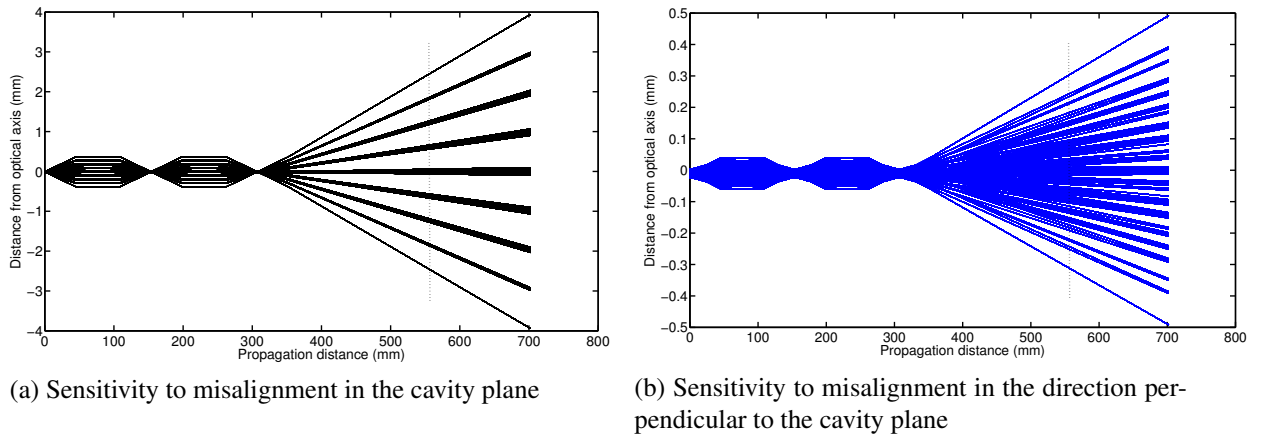 4
3
2
1
0
−1
−2
−3
−4
Distance from optical axis (mm)
0 100 200 300 400 500 600 700 800
Propagation distance (mm)
(a) Sensitivity to misalignment in the cavity plane
0.5
0.4
0.3
0.2
0.1
0
−0.1
−0.2
−0.3
−0.4
−0.5
Distance from optical axis (mm)
0 100 200 300 400 500 600 700 800
Propagation distance (mm)
(b) Sensitivity to misalignment in the direction per-
pendicular to the cavity plane